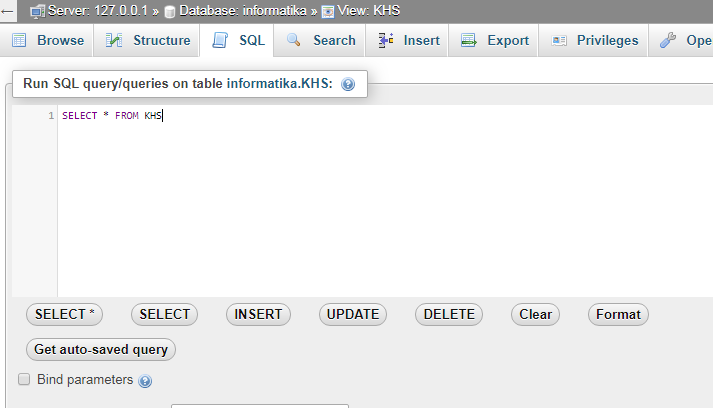 ← Server: 127.0.0.1 » Database: informatika » View: KHS
Browse Structure SQL Search Insert Export Privileges Ope
Run SQL query/queries on table informatika.KHS:
1 SELECT * FROM KHS
SELECT * SELECT INSERT UPDATE DELETE Clear Format
Get auto-saved query
Bind parameters